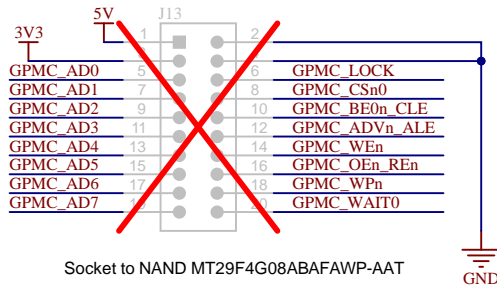 5V
J13
3V3
1
2
GPMC_AD0
5
6
GPMC_LOCK
GPMC_AD1
7
8
GPMC_CSn0
GPMC_AD2
9
10
GPMC_BE0n_CLE
GPMC_AD3
11
12
GPMC_ADVn_ALE
GPMC_AD4
13
14
GPMC_WEn
GPMC_AD5
15
16
GPMC_OEn_REn
GPMC_AD6
17
18
GPMC_WPn
GPMC_AD7
19
20
GPMC_WAIT0
Socket to NAND MT29F4G08ABAFAWP-AAT
GND